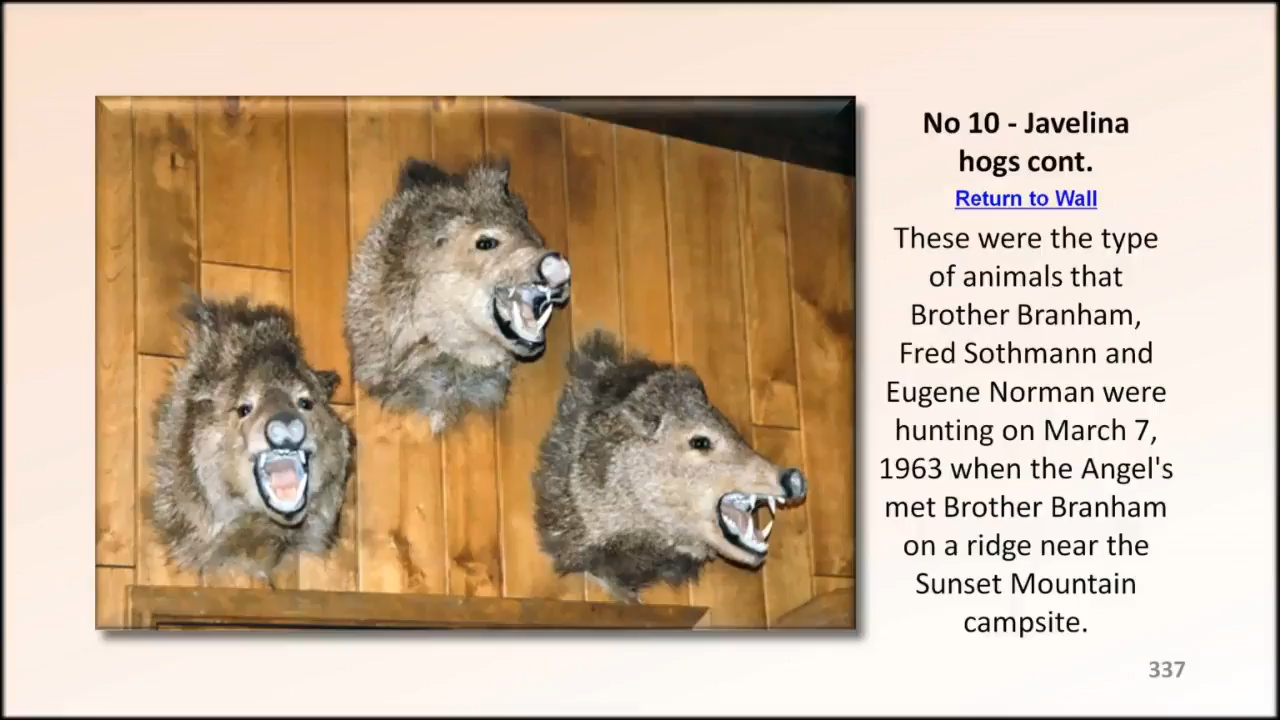 No 10 - Javelina
hogs cont.
Return to Wall
These were the type
of animals that
Brother Branham,
Fred Sothmann and
Eugene Norman were
hunting on March 7,
1963 when the Angel's
met Brother Branham
on a ridge near the
Sunset Mountain
campsite.
337